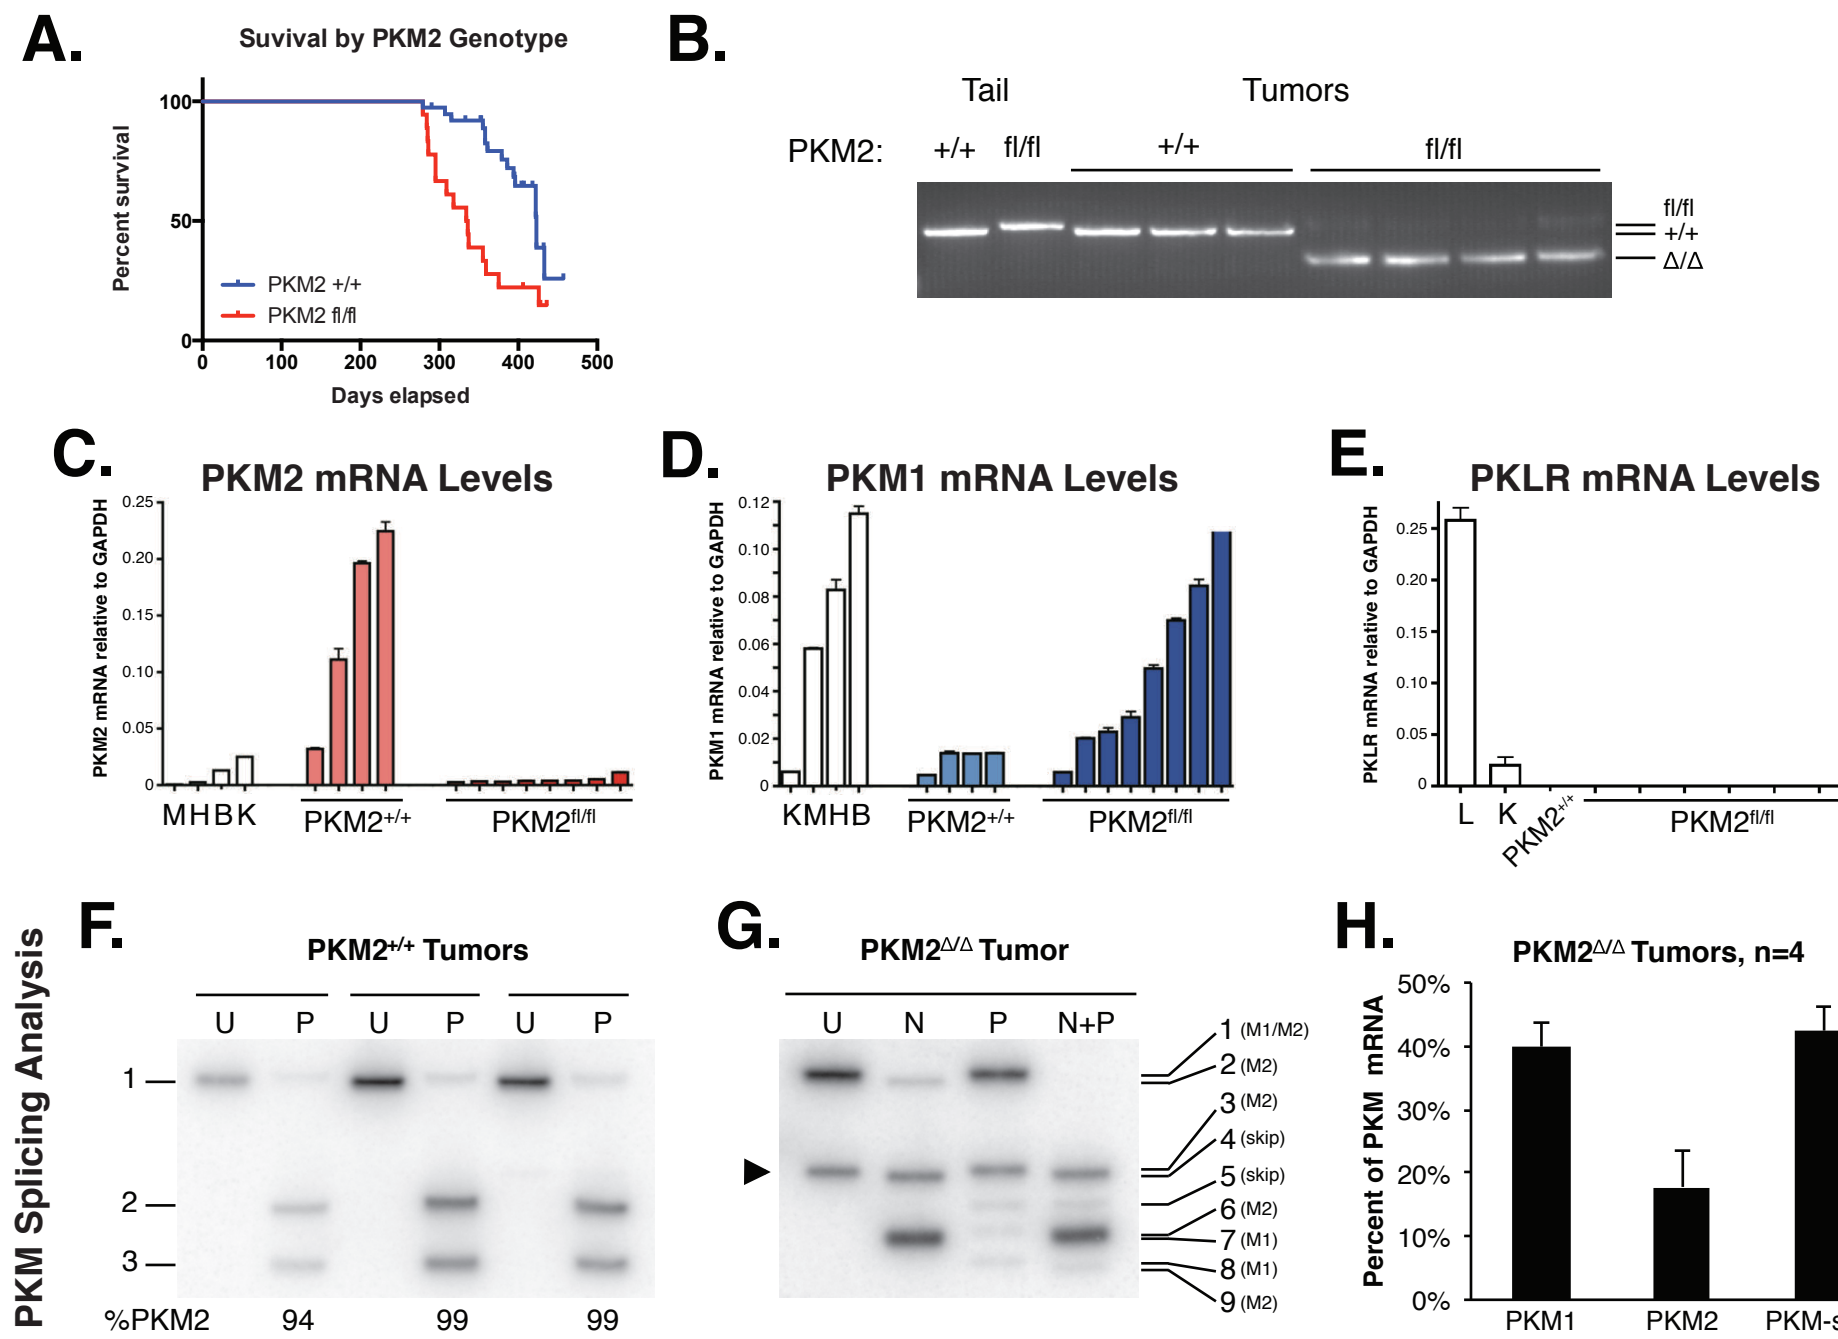 A.
Suvival by PKM2 Genotype
Percent survival
100
50
0
PKM2 +/+
PKM2 fl/fl
0 100 200 300 400 500
Days elapsed
B.
Tail Tumors
PKM2: +/+ fl/fl +/+ fl/fl
fl/fl
+/+
Δ/Δ
C.
PKM2 mRNA Levels
PKM2 mRNA relative to GAPDH
0.25
0.20
0.15
0.10
0.05
0
M H B K PKM2+/+ PKM2fl/fl
D.
PKM1 mRNA Levels
PKM1 mRNA relative to GAPDH
0.12
0.10
0.08
0.06
0.04
0.02
0
K M H B PKM2+/+ PKM2fl/fl
E.
PKLR mRNA Levels
PKLR mRNA relative to GAPDH
0.25
0.20
0.15
0.10
0.05
0
L K PKM2+/+ PKM2fl/fl
PKM Splicing Analysis
F.
PKM2+/+ Tumors
U P U P U P
1
2
3
%PKM2 94 99 99
G.
PKM2Δ/Δ Tumor
U N P N+P
1 (M1/M2)
2 (M2)
3 (M2)
4 (skip)
5 (skip)
6 (M2)
7 (M1)
8 (M1)
9 (M2)
H.
PKM2Δ/Δ Tumors, n=4
Percent of PKM mRNA
50%
40%
30%
20%
10%
0%
PKM1 PKM2